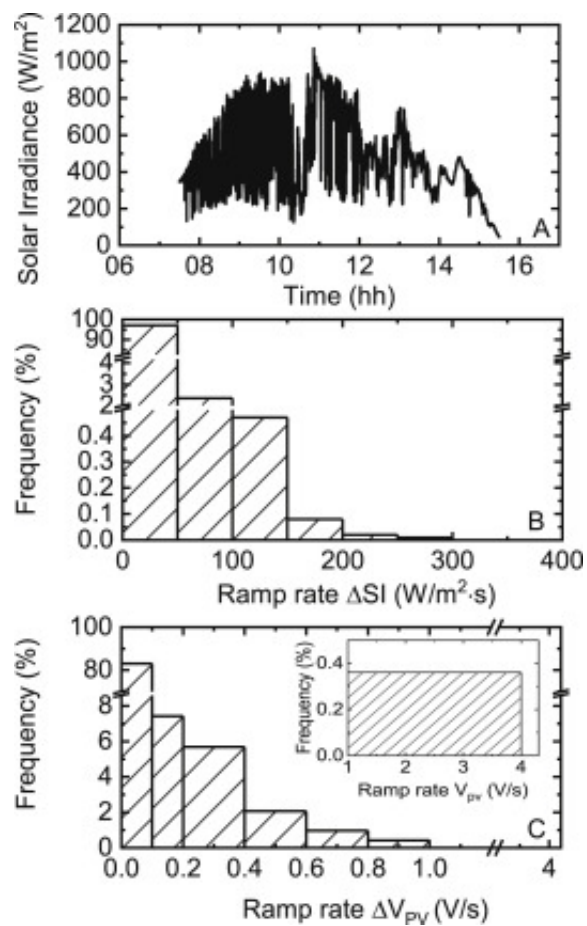 Solar Irradiance (W/m²)
1200
1000
800
600
400
200
0
A
06 08 10 12 14 16
Time (hh)
Frequency (%)
100
90
4
3
2
0.4
0.3
0.2
0.1
0.0
B
0 100 200 300 400
Ramp rate ΔSI (W/m²·s)
Frequency (%)
100
80
8
6
4
2
0
Frequency (%)
0.4
0.2
0.0
1 2 3 4
Ramp rate Vpv (V/s)
C
0.0 0.2 0.4 0.6 0.8 1.0 4
Ramp rate ΔVPV (V/s)